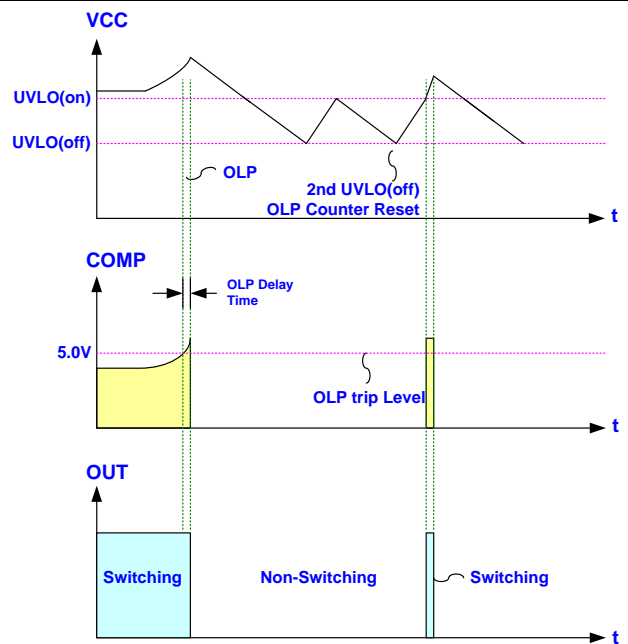 VCC
UVLO(on)
UVLO(off)
OLP
2nd UVLO(off)
OLP Counter Reset
t
COMP
OLP Delay
Time
5.0V
OLP trip Level
t
OUT
Switching
Non-Switching
Switching
t